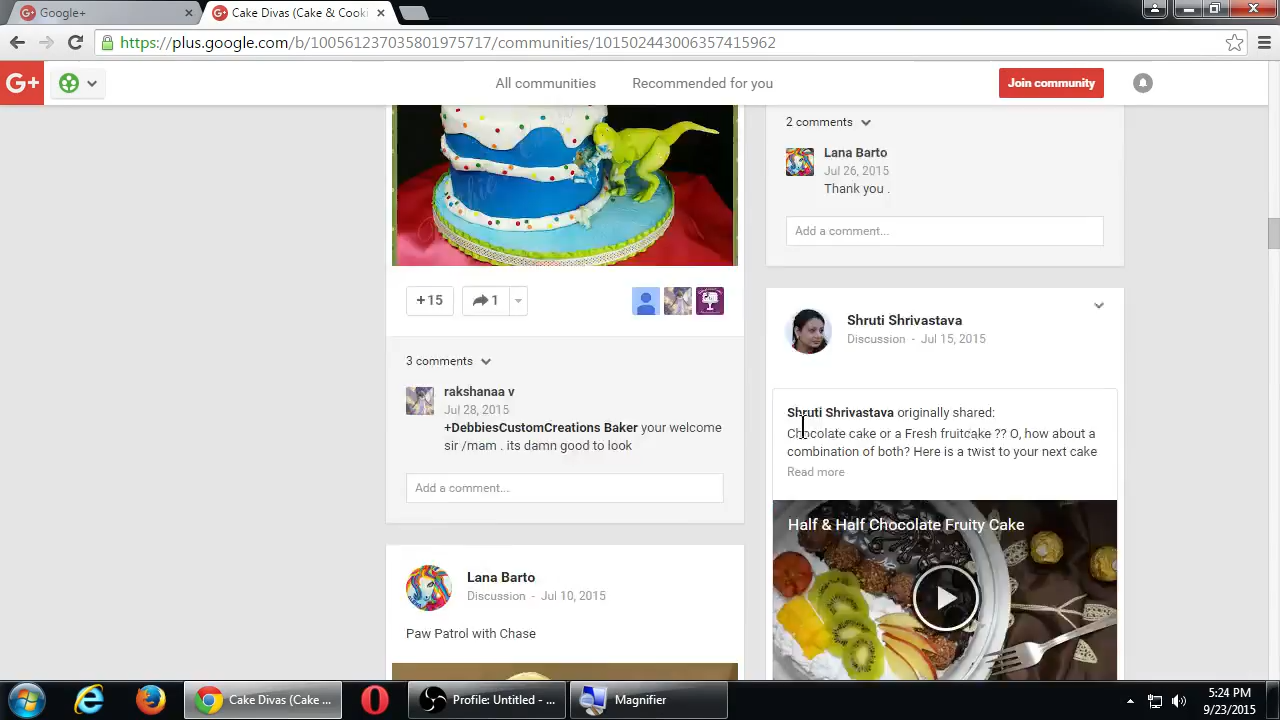 Google+
Cake Divas (Cake & Cooki
https://plus.google.com/b/100561237035801975717/communities/101502443006357415962
G+
All communities
Recommended for you
Join community
+15
1
3 comments
rakshanaa v
Jul 28, 2015
+DebbiesCustomCreations Baker your welcome
sir /mam . its damn good to look
Add a comment...
Lana Barto
Discussion - Jul 10, 2015
Paw Patrol with Chase
2 comments
Lana Barto
Jul 26, 2015
Thank you .
Add a comment...
Shruti Shrivastava
Discussion - Jul 15, 2015
Shruti Shrivastava originally shared:
Chocolate cake or a Fresh fruitcake ?? O, how about a
combination of both? Here is a twist to your next cake
Read more
Half & Half Chocolate Fruity Cake
Cake Divas (Cake ...
Profile: Untitled - ...
Magnifier
5:24 PM
9/23/2015